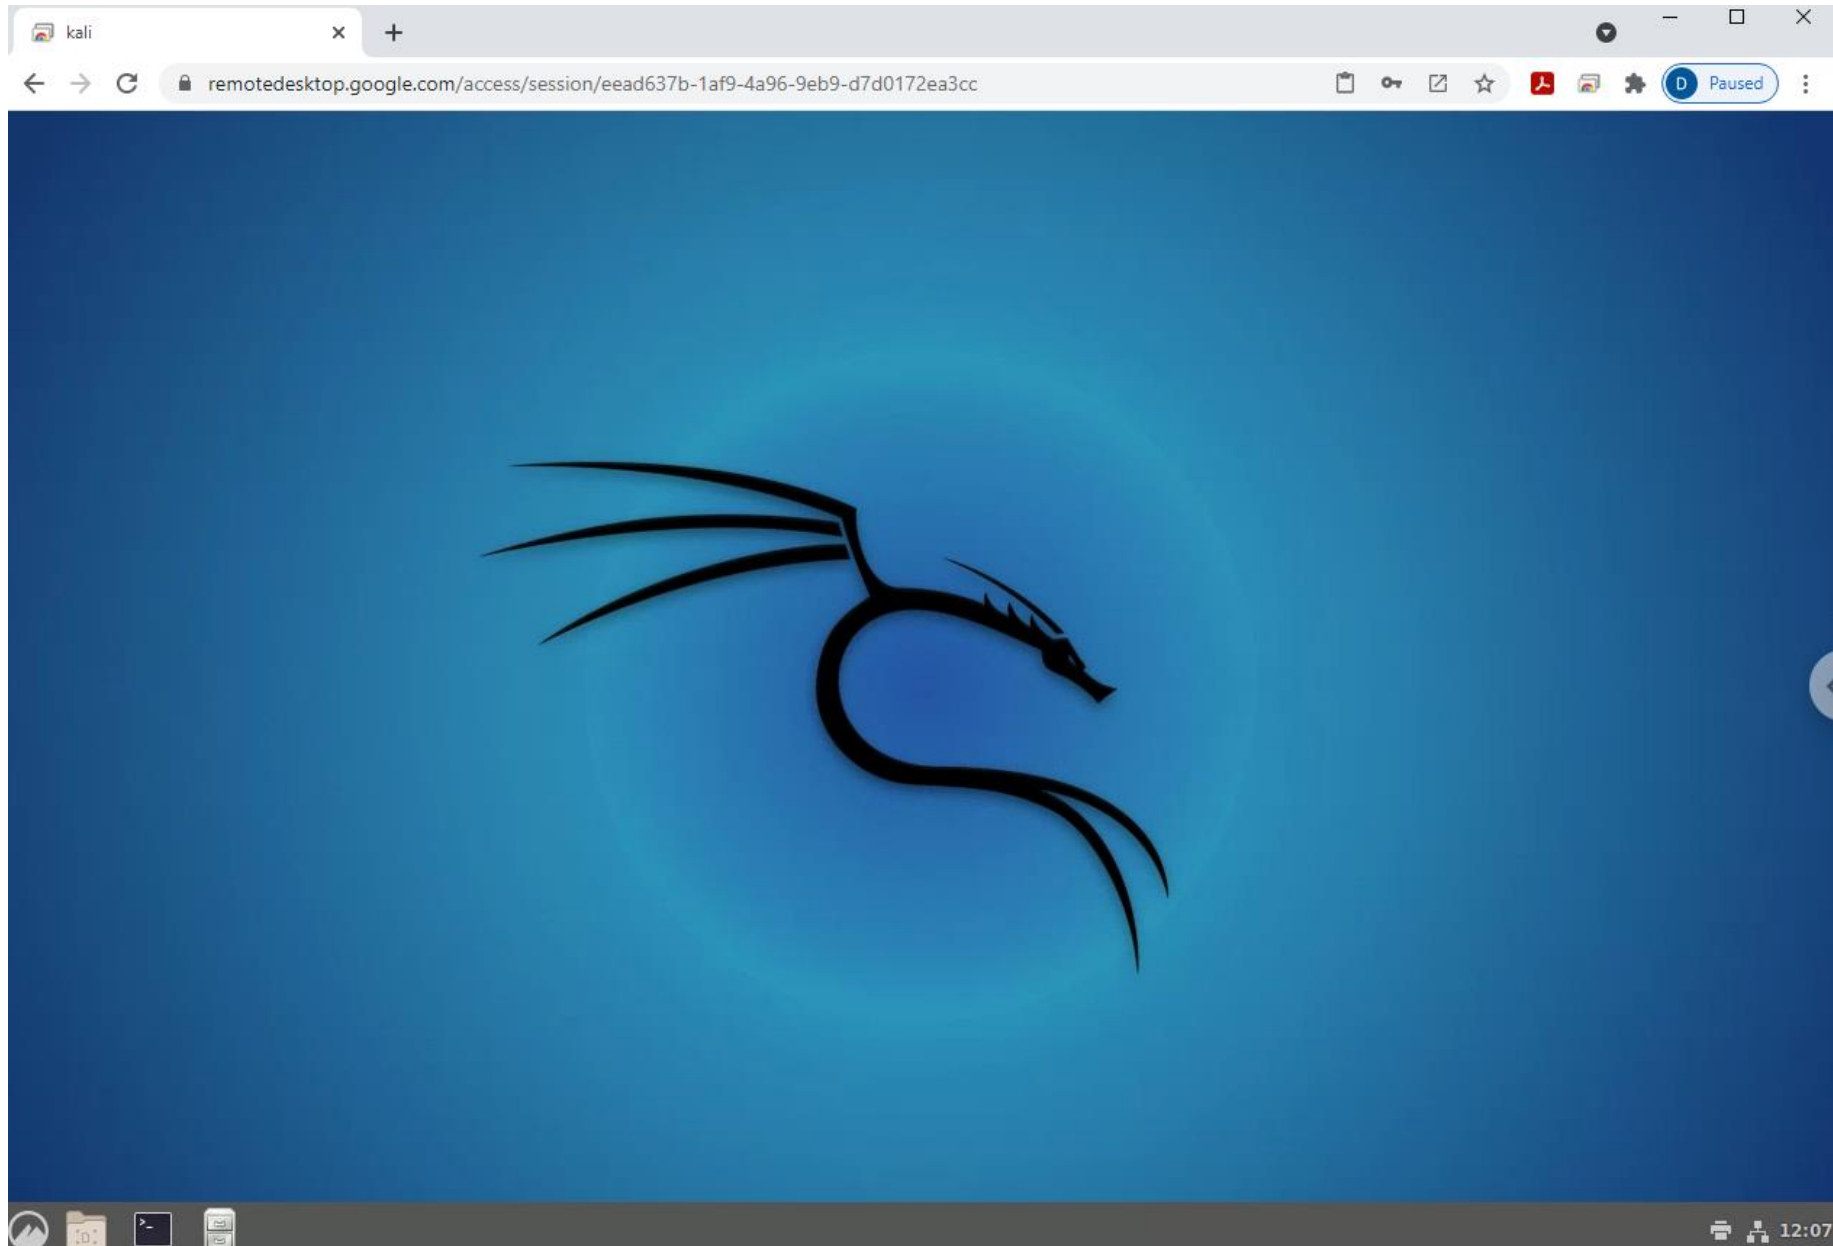 kali
remotedesktop.google.com/access/session/eead637b-1af9-4a96-9eb9-d7d0172ea3cc
D Paused
12:07